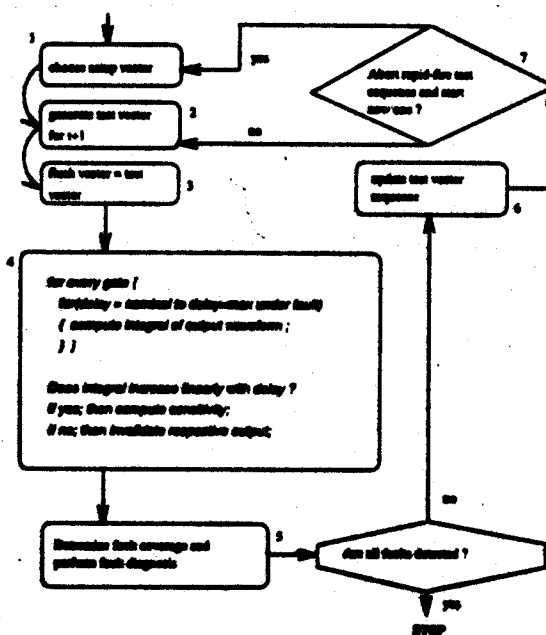 1
choose setup vector
yes
7
Abort rapid-fire test
sequence and start
new one ?
generate test vector
for i+1
2
no
flush vector = test
vector
3
update test vector
sequence
6
4
for every gate {
for(delay = nominal to delay=max under fault)
{ compute integral of output waveform ;
} }
Does integral increase linearly with delay ?
if yes; then compute sensitivity;
if no; then invalidate respective output;
no
Determine fault coverage and
perform fault diagnosis
5
Are all faults detected ?
yes
STOP